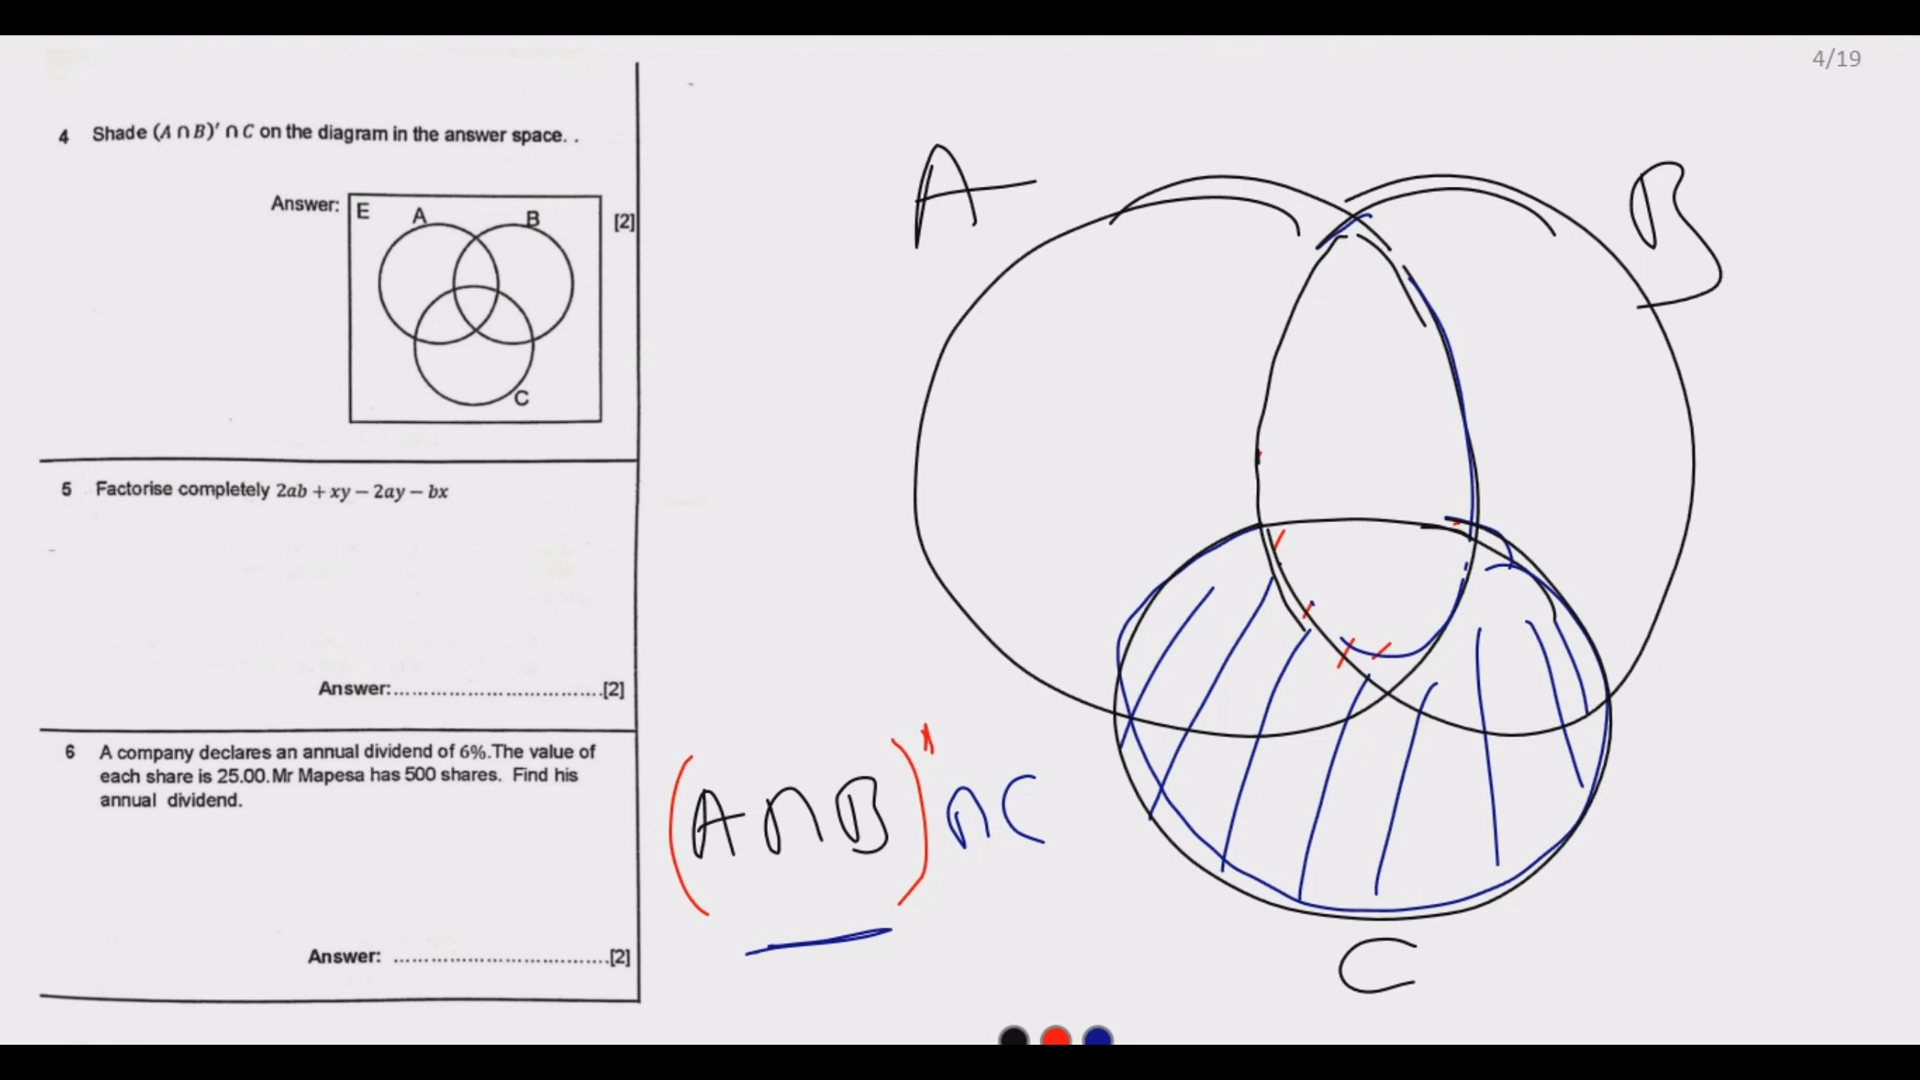 4/19
4 Shade (A ∩ B)′ ∩ C on the diagram in the answer space. .
Answer:
E
A
B
[2]
C
5 Factorise completely 2ab + xy − 2ay − bx
Answer:....................................[2]
6 A company declares an annual dividend of 6%.The value of
each share is 25.00.Mr Mapesa has 500 shares. Find his
annual dividend.
Answer: .....................................[2]
A
B
(A∩B)′∩C
C